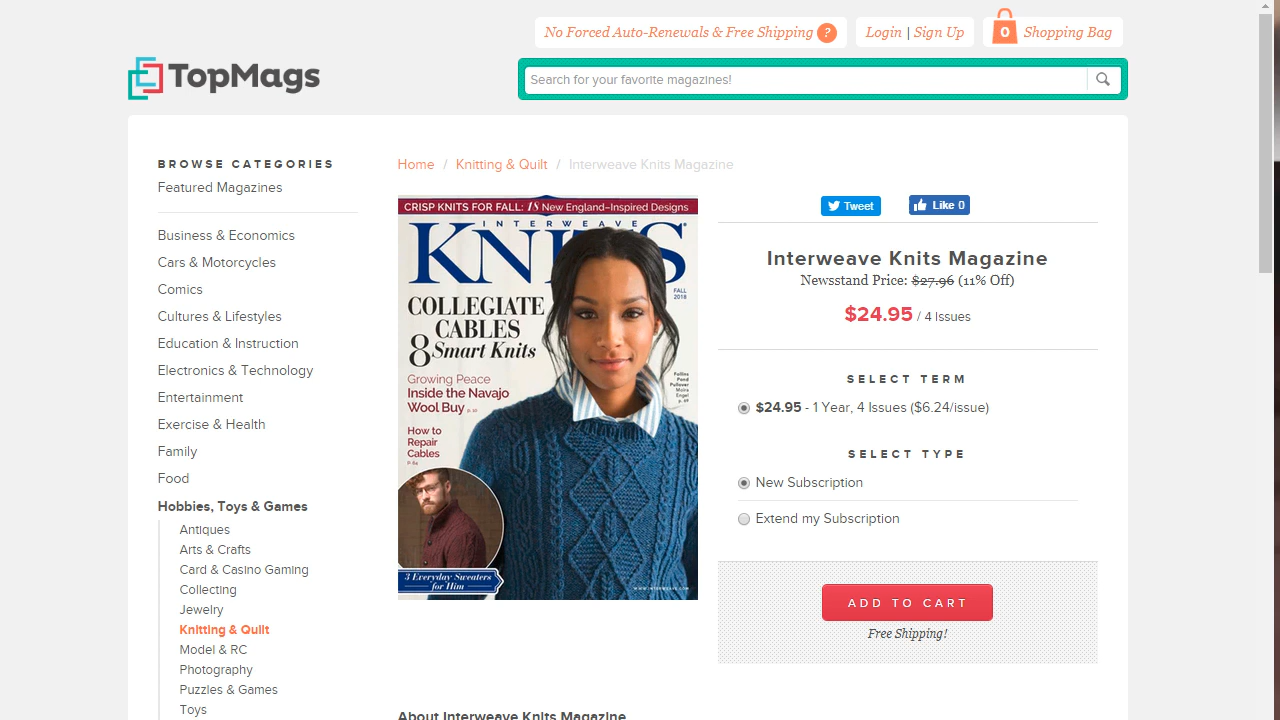 No Forced Auto-Renewals & Free Shipping ?
Login | Sign Up
0 Shopping Bag
TopMags
Search for your favorite magazines!
BROWSE CATEGORIES
Featured Magazines
Business & Economics
Cars & Motorcycles
Comics
Cultures & Lifestyles
Education & Instruction
Electronics & Technology
Entertainment
Exercise & Health
Family
Food
Hobbies, Toys & Games
Antiques
Arts & Crafts
Card & Casino Gaming
Collecting
Jewelry
Knitting & Quilt
Model & RC
Photography
Puzzles & Games
Toys
Home / Knitting & Quilt / Interweave Knits Magazine
CRISP KNITS FOR FALL: 18 New England–Inspired Designs
INTERWEAVE
KNITS
FALL
2018
COLLEGIATE
CABLES
8 Smart Knits
Growing Peace
Inside the Navajo
Wool Buy
How to
Repair
Cables
Pullover
3 Everyday Sweaters
for Him
WWW.INTERWEAVE.COM
Tweet
Like 0
Interweave Knits Magazine
Newsstand Price: $27.96 (11% Off)
$24.95 / 4 Issues
SELECT TERM
$24.95 - 1 Year, 4 Issues ($6.24/issue)
SELECT TYPE
New Subscription
Extend my Subscription
ADD TO CART
Free Shipping!
About Interweave Knits Magazine